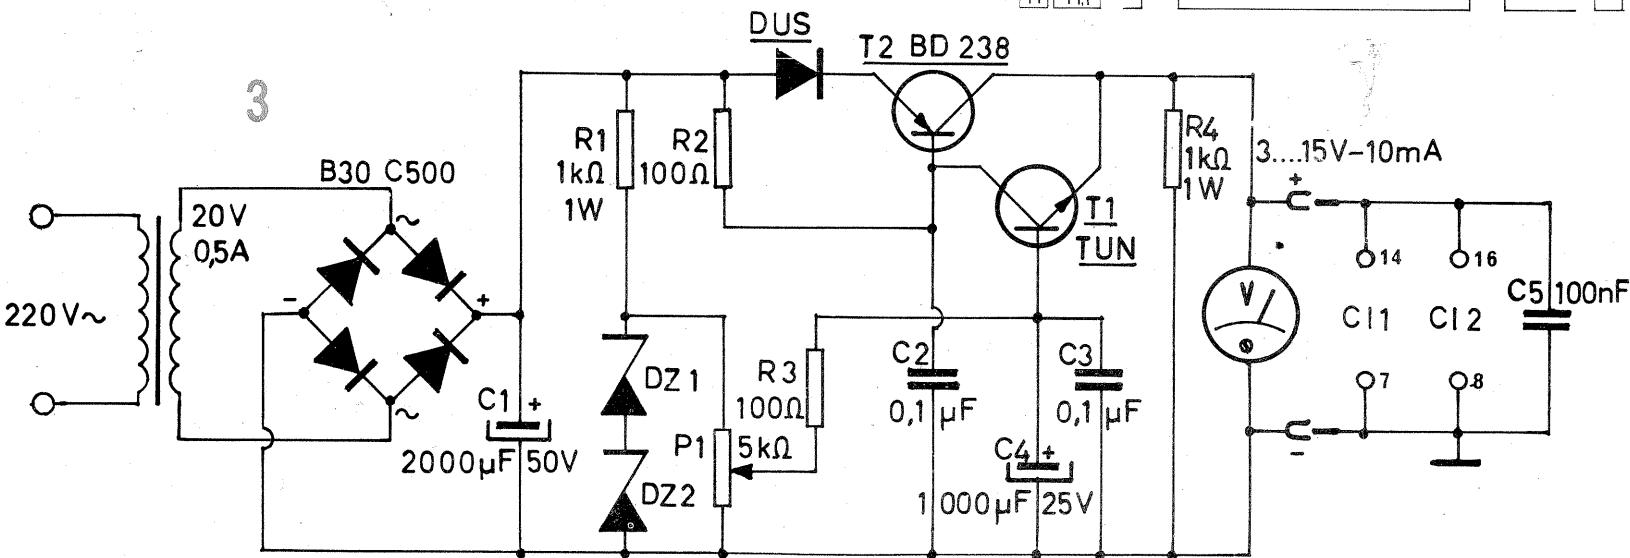 3
DUS
T2 BD 238
R1
1kΩ
1W
R2
100Ω
R4
1kΩ
1W
3....15V–10mA
B30 C500
20V
0,5A
220V~
~
~
-
+
T1
TUN
+
-
V
14
16
C5 100nF
CI1
CI2
7
8
C1 +
2000µF 50V
DZ1
DZ2
P1
5kΩ
R3
100Ω
C2
0,1 µF
C3
0,1 µF
C4 +
1000µF 25V